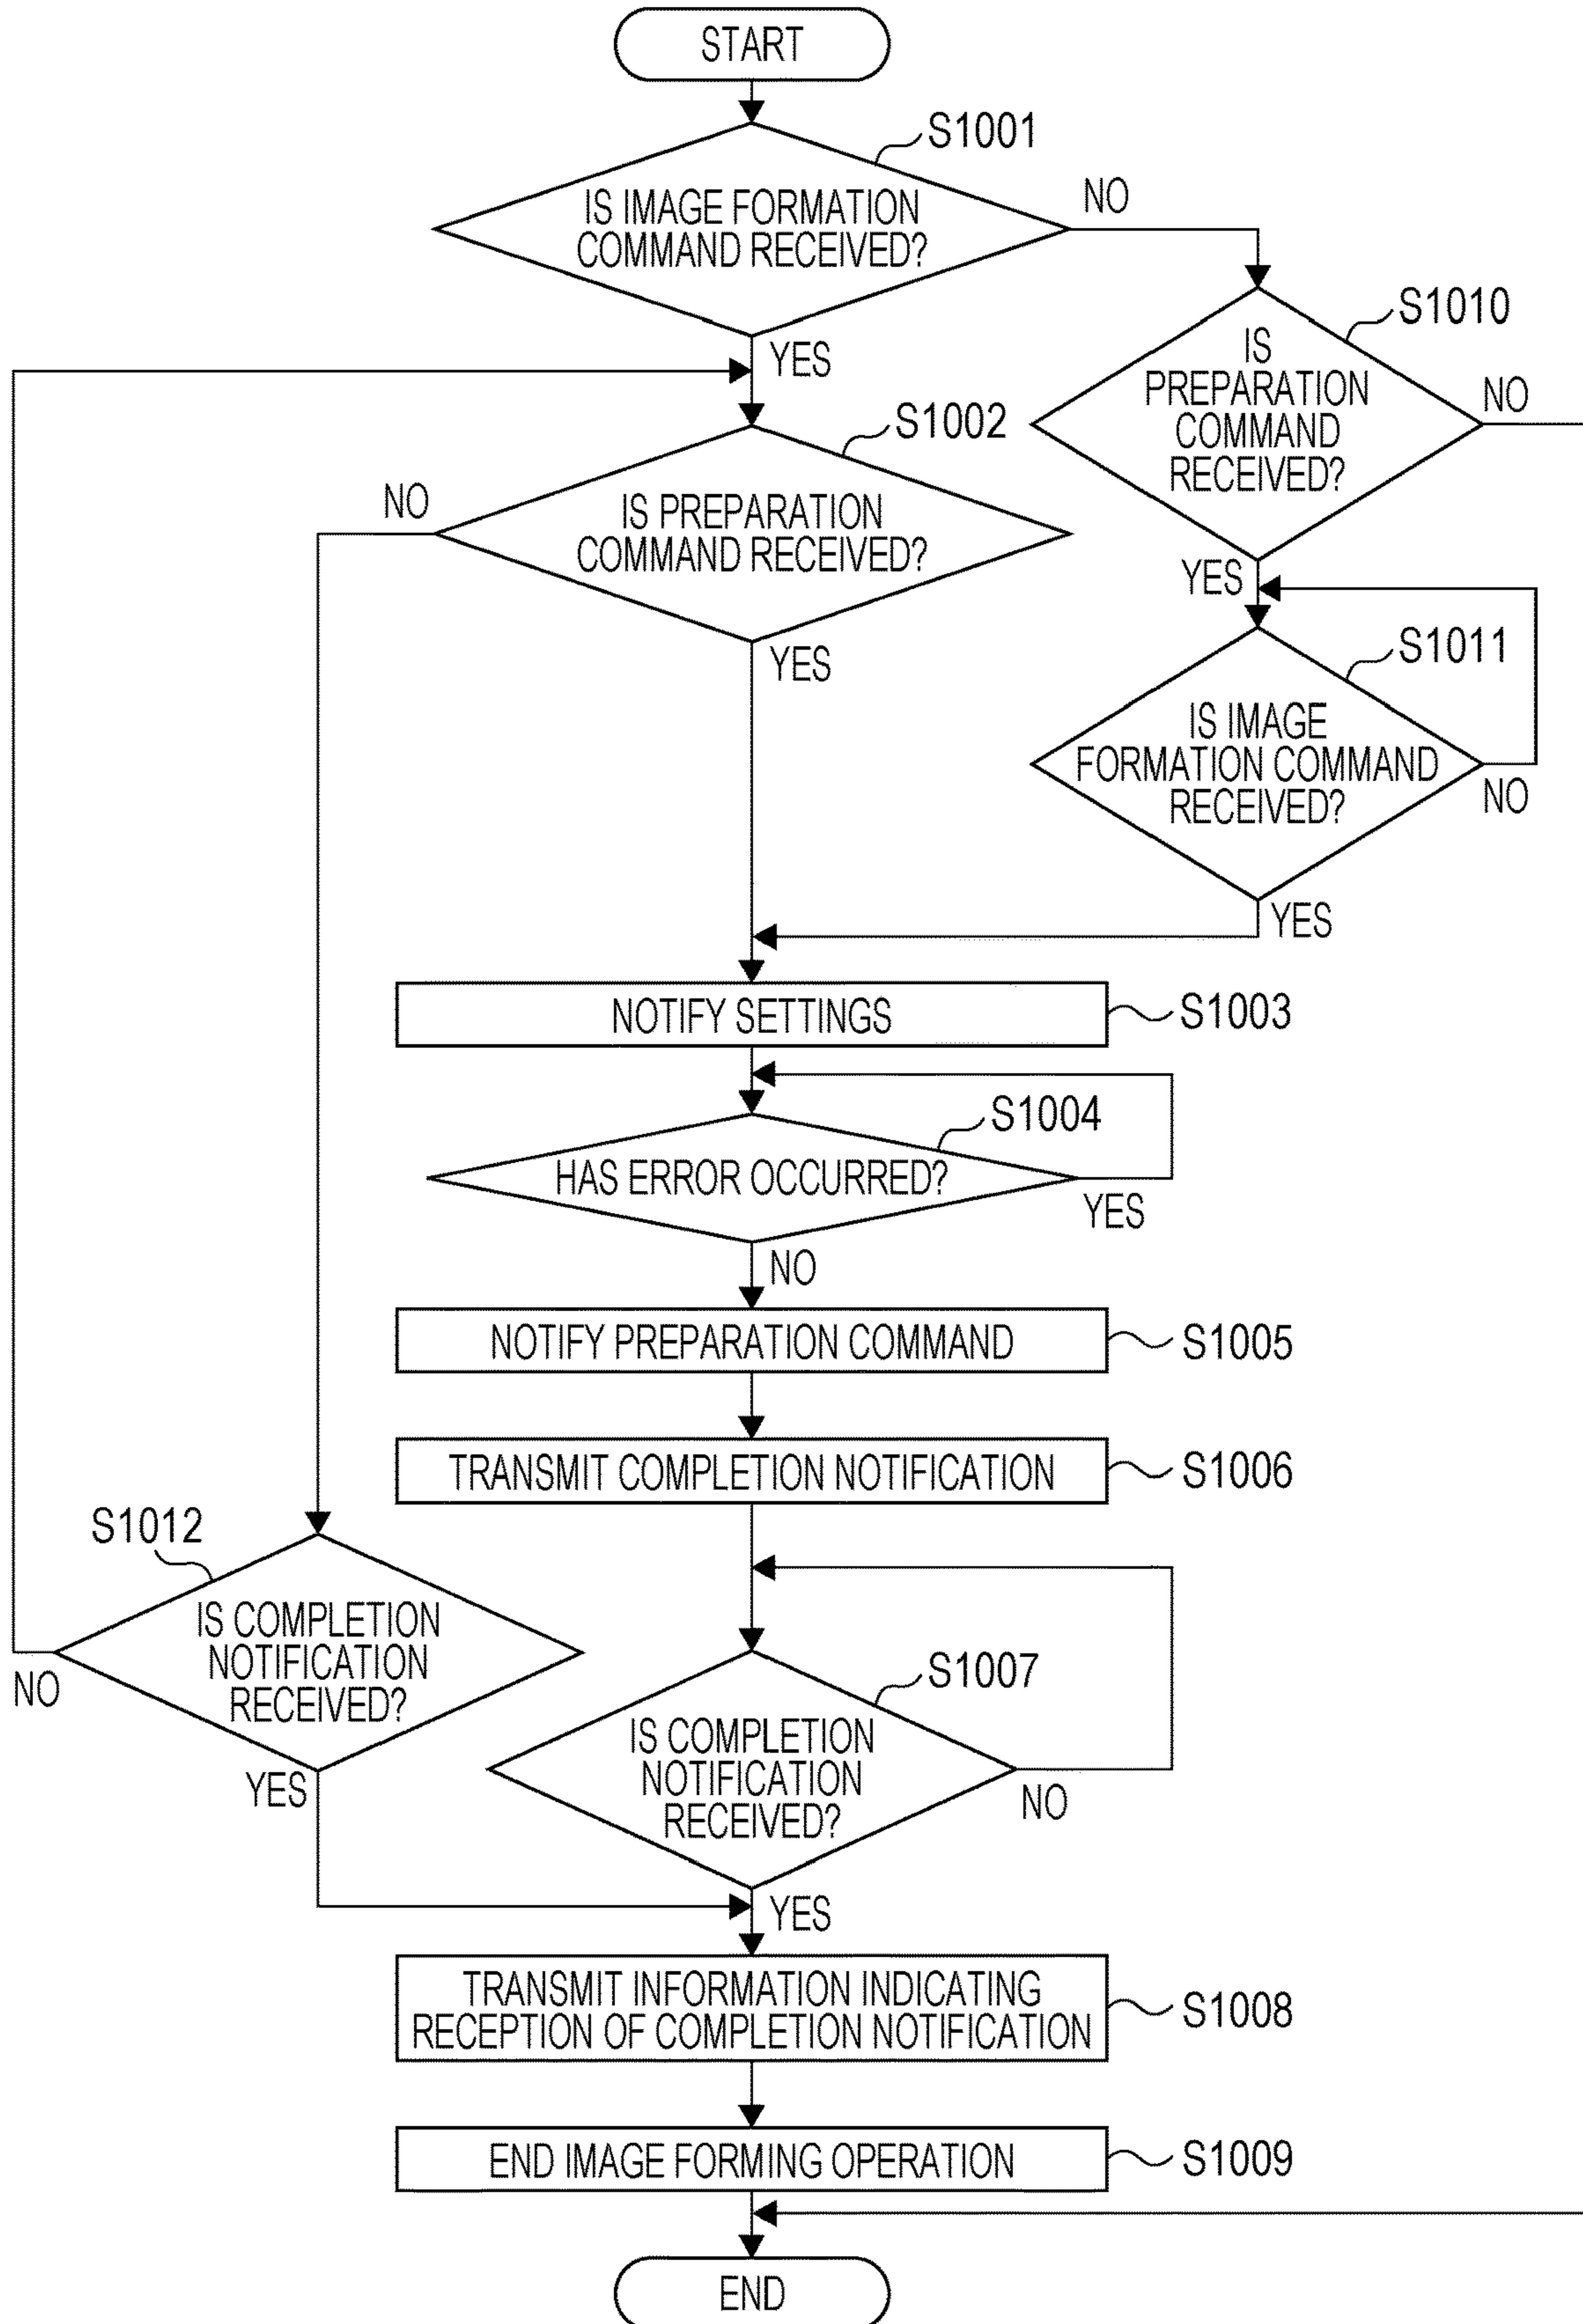 START
S1001
IS IMAGE FORMATION
COMMAND RECEIVED?
NO
YES
S1010
IS
PREPARATION
COMMAND
RECEIVED?
NO
YES
S1002
IS PREPARATION
COMMAND RECEIVED?
NO
YES
S1011
IS IMAGE
FORMATION COMMAND
RECEIVED?
NO
YES
NOTIFY SETTINGS
S1003
S1004
HAS ERROR OCCURRED?
YES
NO
NOTIFY PREPARATION COMMAND
S1005
TRANSMIT COMPLETION NOTIFICATION
S1006
S1012
IS COMPLETION
NOTIFICATION
RECEIVED?
NO
YES
S1007
IS COMPLETION
NOTIFICATION
RECEIVED?
NO
YES
TRANSMIT INFORMATION INDICATING
RECEPTION OF COMPLETION NOTIFICATION
S1008
END IMAGE FORMING OPERATION
S1009
END